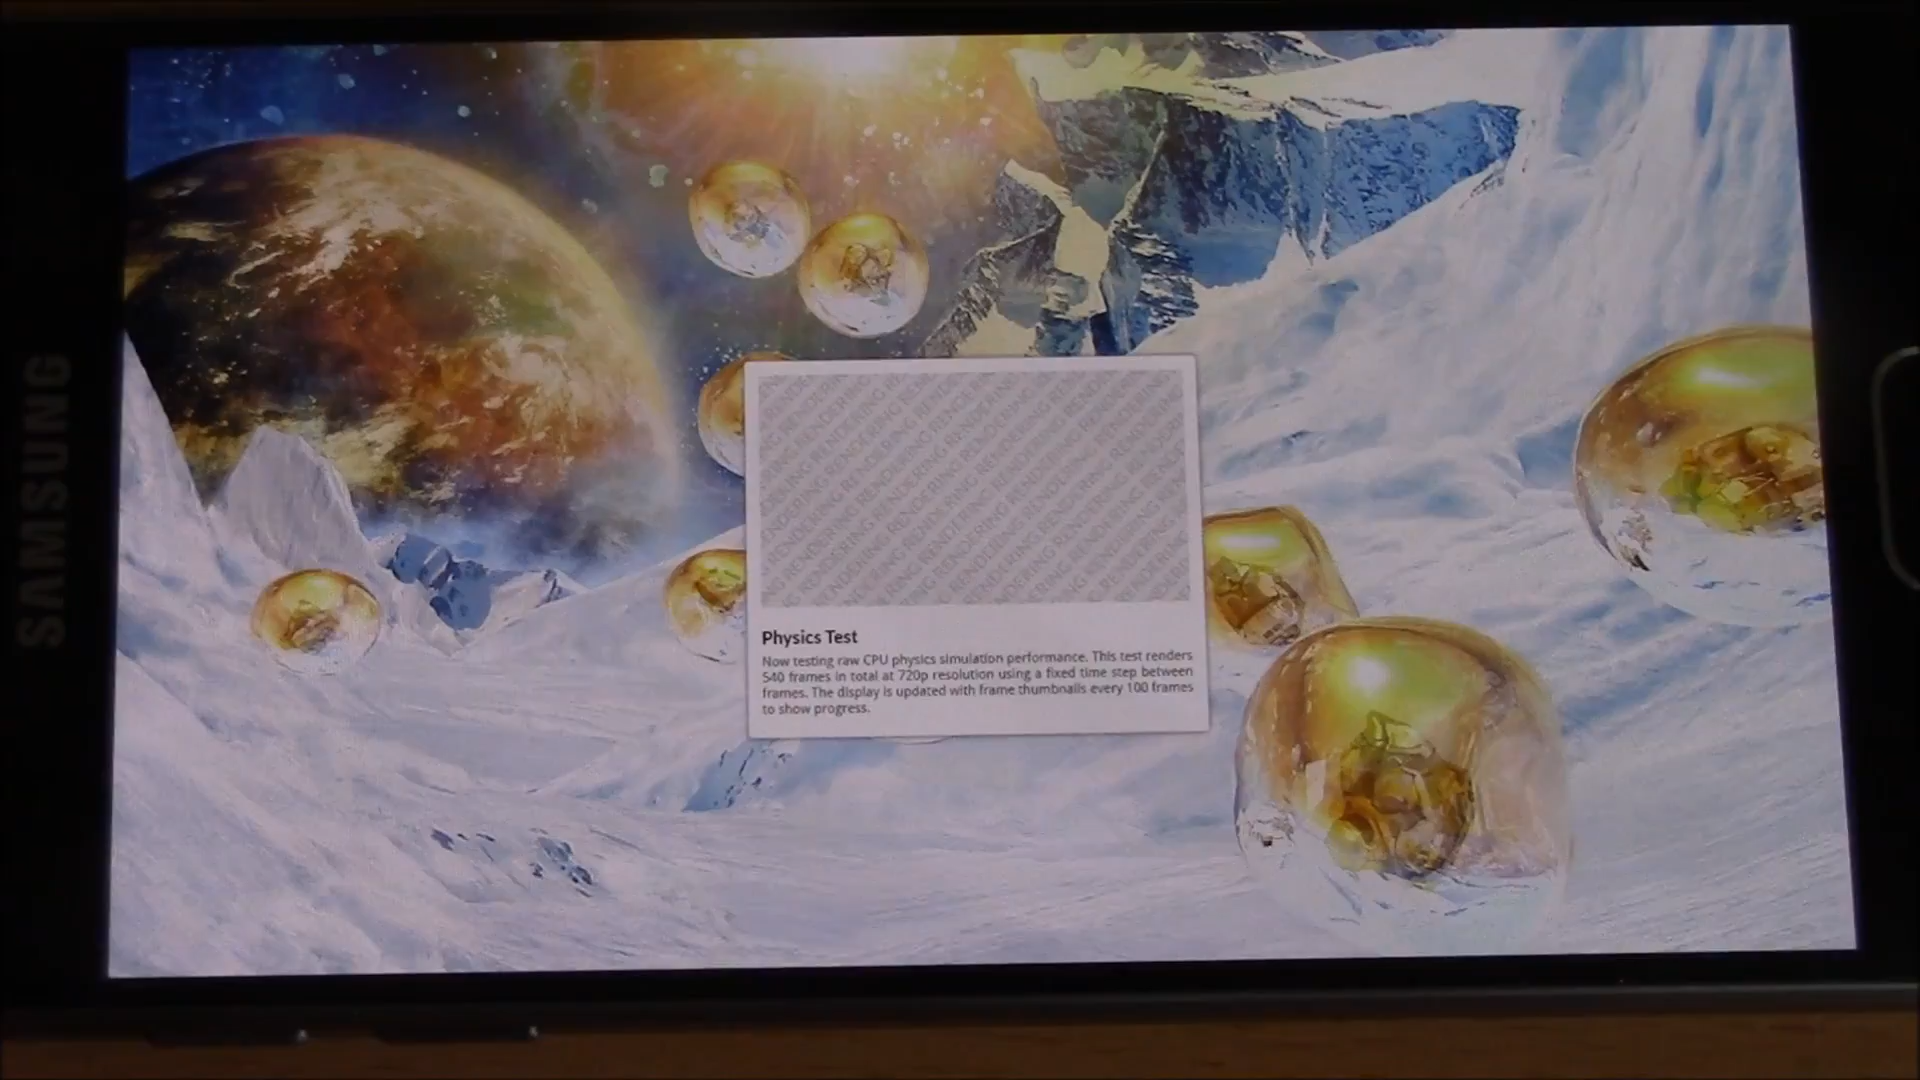 SAMSUNG
Physics Test
Now testing raw CPU physics simulation performance. This test renders
540 frames in total at 720p resolution using a fixed time step between
frames. The display is updated with frame thumbnails every 100 frames
to show progress.